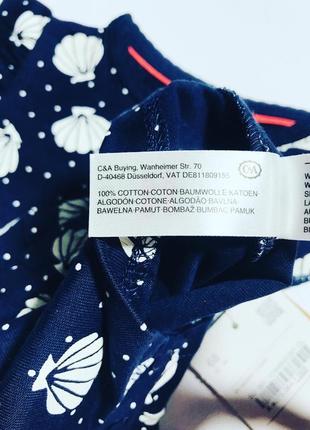 C&A Buying, Wanheimer Str. 70
D-40468 Düsseldorf, VAT DE811809155
C&A
100% COTTON·COTON·BAUMWOLLE·KATOEN·
ALGODÓN·COTONE·ALGODÃO·BAVLNA
BAWEŁNA·PAMUT·BOMBAŽ·BUMBAC·PAMUK